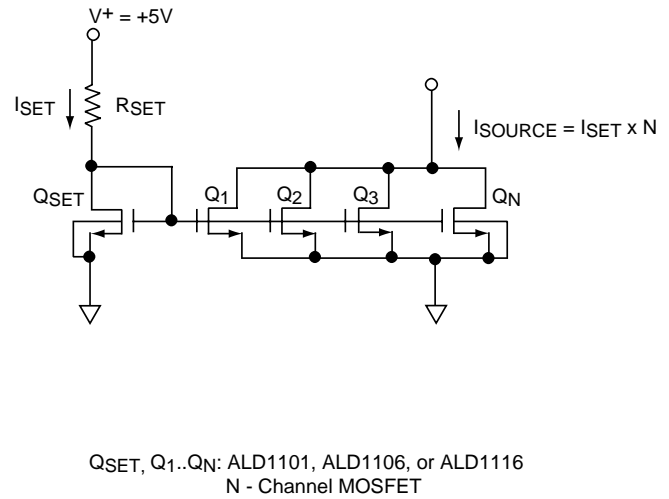 V+ = +5V
ISET
RSET
ISOURCE = ISET x N
QSET
Q1
Q2
Q3
QN
QSET, Q1..QN: ALD1101, ALD1106, or ALD1116
N - Channel MOSFET